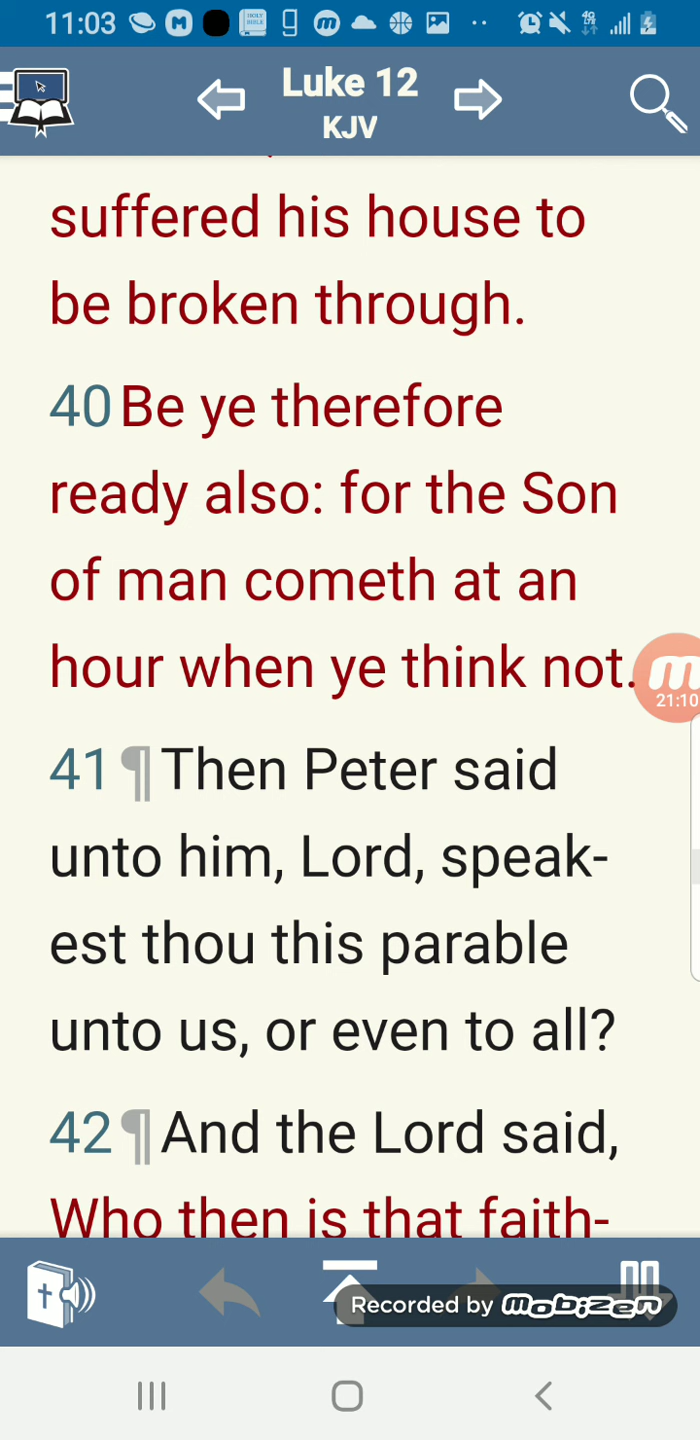 11:03
HOLY BIBLE
Luke 12
KJV
suffered his house to
be broken through.
40 Be ye therefore
ready also: for the Son
of man cometh at an
hour when ye think not.
m
21:10
41 ¶ Then Peter said
unto him, Lord, speak-
est thou this parable
unto us, or even to all?
42 ¶ And the Lord said,
Who then is that faith-
Recorded by mobizen